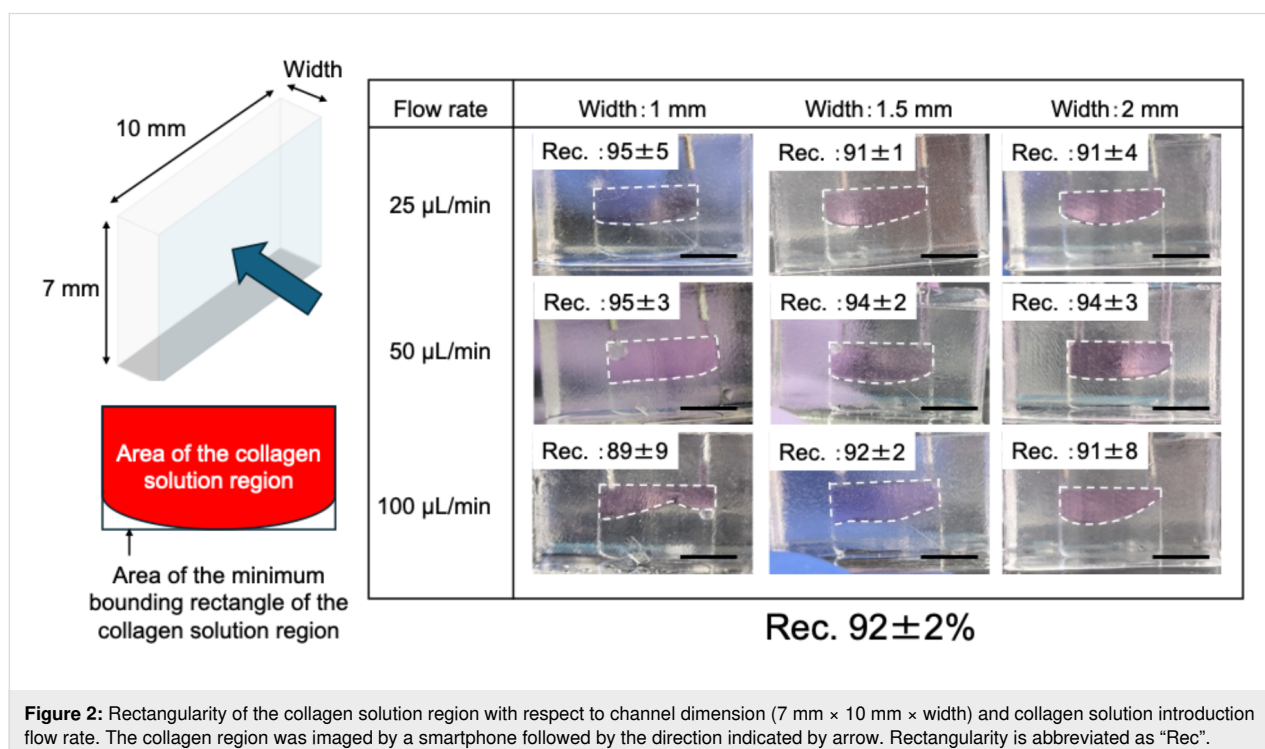 Width
10 mm
7 mm
Area of the collagen
solution region
Area of the minimum
bounding rectangle of the
collagen solution region
Flow rate
Width : 1 mm
Width : 1.5 mm
Width : 2 mm
25 μL/min
Rec. :95±5
Rec. :91±1
Rec. :91±4
50 μL/min
Rec. :95±3
Rec. :94±2
Rec. :94±3
100 μL/min
Rec. :89±9
Rec. :92±2
Rec. :91±8
Rec. 92±2%
Figure 2: Rectangularity of the collagen solution region with respect to channel dimension (7 mm × 10 mm × width) and collagen solution introduction
flow rate. The collagen region was imaged by a smartphone followed by the direction indicated by arrow. Rectangularity is abbreviated as “Rec”.